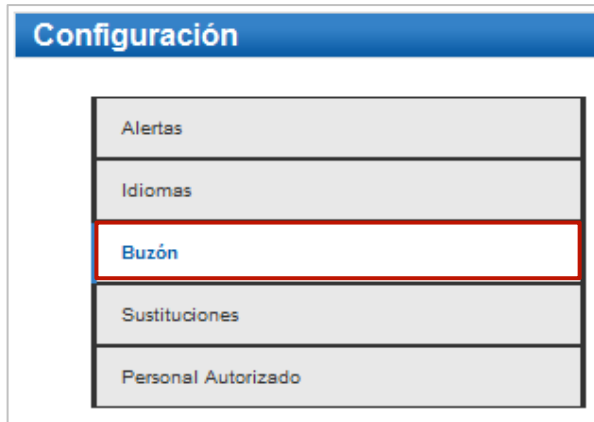 Configuración
Alertas
Idiomas
Buzón
Sustituciones
Personal Autorizado